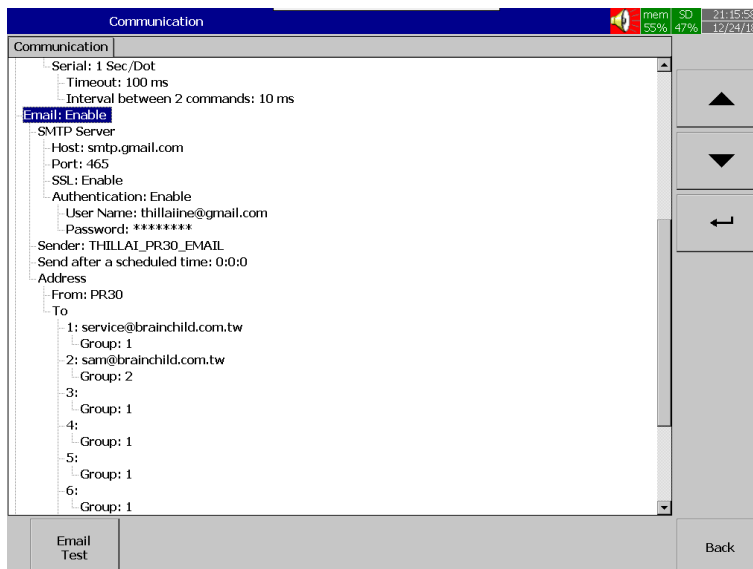 Communication
mem 55%
SD 47%
21:15:58
12/24/18
Communication
Serial: 1 Sec/Dot
Timeout: 100 ms
Interval between 2 commands: 10 ms
Email: Enable
SMTP Server
Host: smtp.gmail.com
Port: 465
SSL: Enable
Authentication: Enable
User Name: thillaiine@gmail.com
Password: ********
Sender: THILLAI_PR30_EMAIL
Send after a scheduled time: 0:0:0
Address
From: PR30
To
1: service@brainchild.com.tw
Group: 1
2: sam@brainchild.com.tw
Group: 2
3:
Group: 1
4:
Group: 1
5:
Group: 1
6:
Group: 1
Email
Test
Back